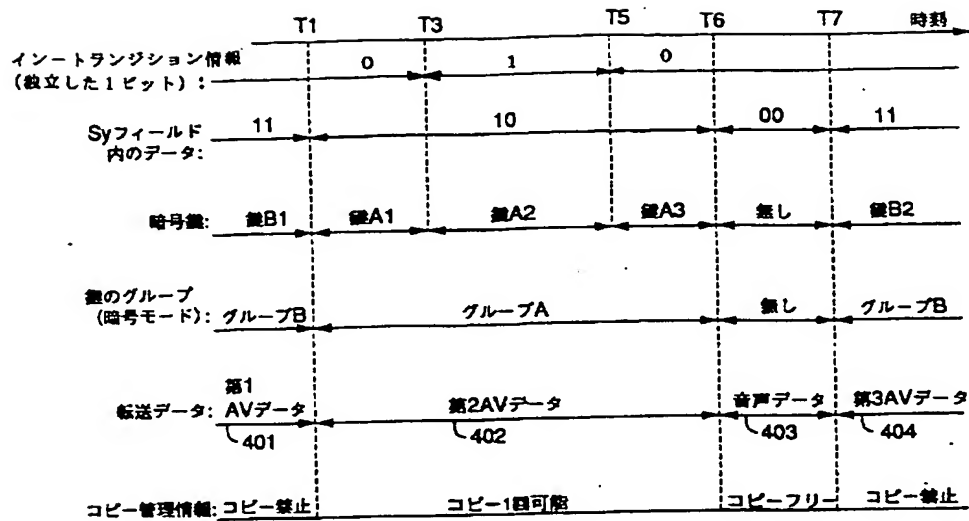 T1 T3 T5 T6 T7 時刻
イン－トランジション情報
(独立した1ビット):
0 1 0
Syフィールド
内のデータ:
11 10 00 11
暗号鍵: 鍵B1 鍵A1 鍵A2 鍵A3 無し 鍵B2
鍵のグループ
(暗号モード): グループB グループA 無し グループB
転送データ: 第1
AVデータ 第2AVデータ 音声データ 第3AVデータ
401 402 403 404
コピー管理情報: コピー禁止 コピー1回可能 コピーフリー コピー禁止